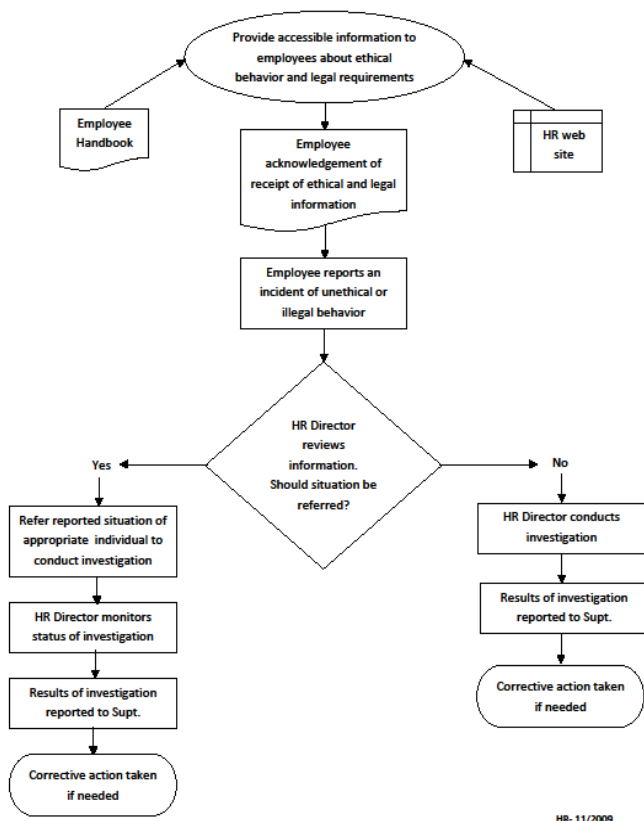 Provide accessible information to
employees about ethical
behavior and legal requirements
Employee
Handbook
HR web
site
Employee
acknowledgement of
receipt of ethical and legal
information
Employee reports an
incident of unethical or
illegal behavior
HR Director
reviews
information.
Should situation be
referred?
Yes
No
Refer reported situation of
appropriate individual to
conduct investigation
HR Director monitors
status of investigation
Results of investigation
reported to Supt.
Corrective action taken
if needed
HR Director conducts
investigation
Results of investigation
reported to Supt.
Corrective action taken
if needed
HR- 11/2009